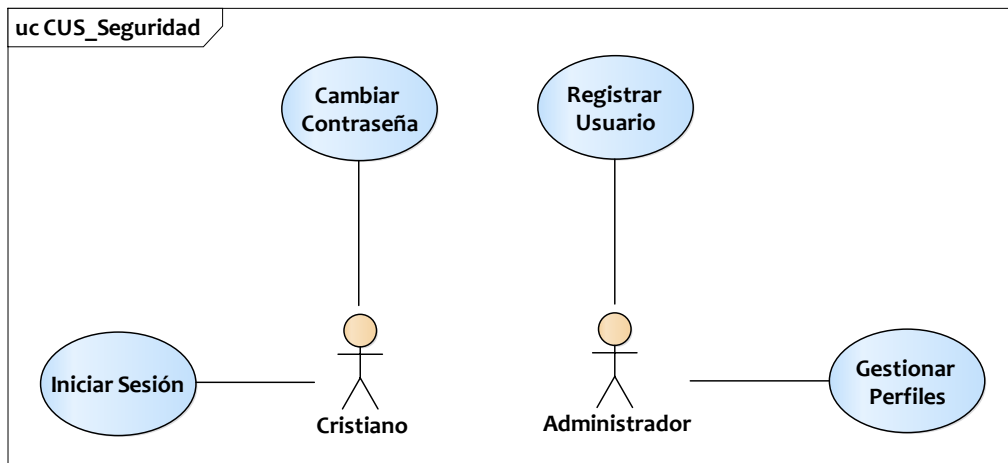 uc CUS_Seguridad
Cambiar
Contraseña
Registrar
Usuario
Iniciar Sesión
Gestionar
Perfiles
Cristiano
Administrador